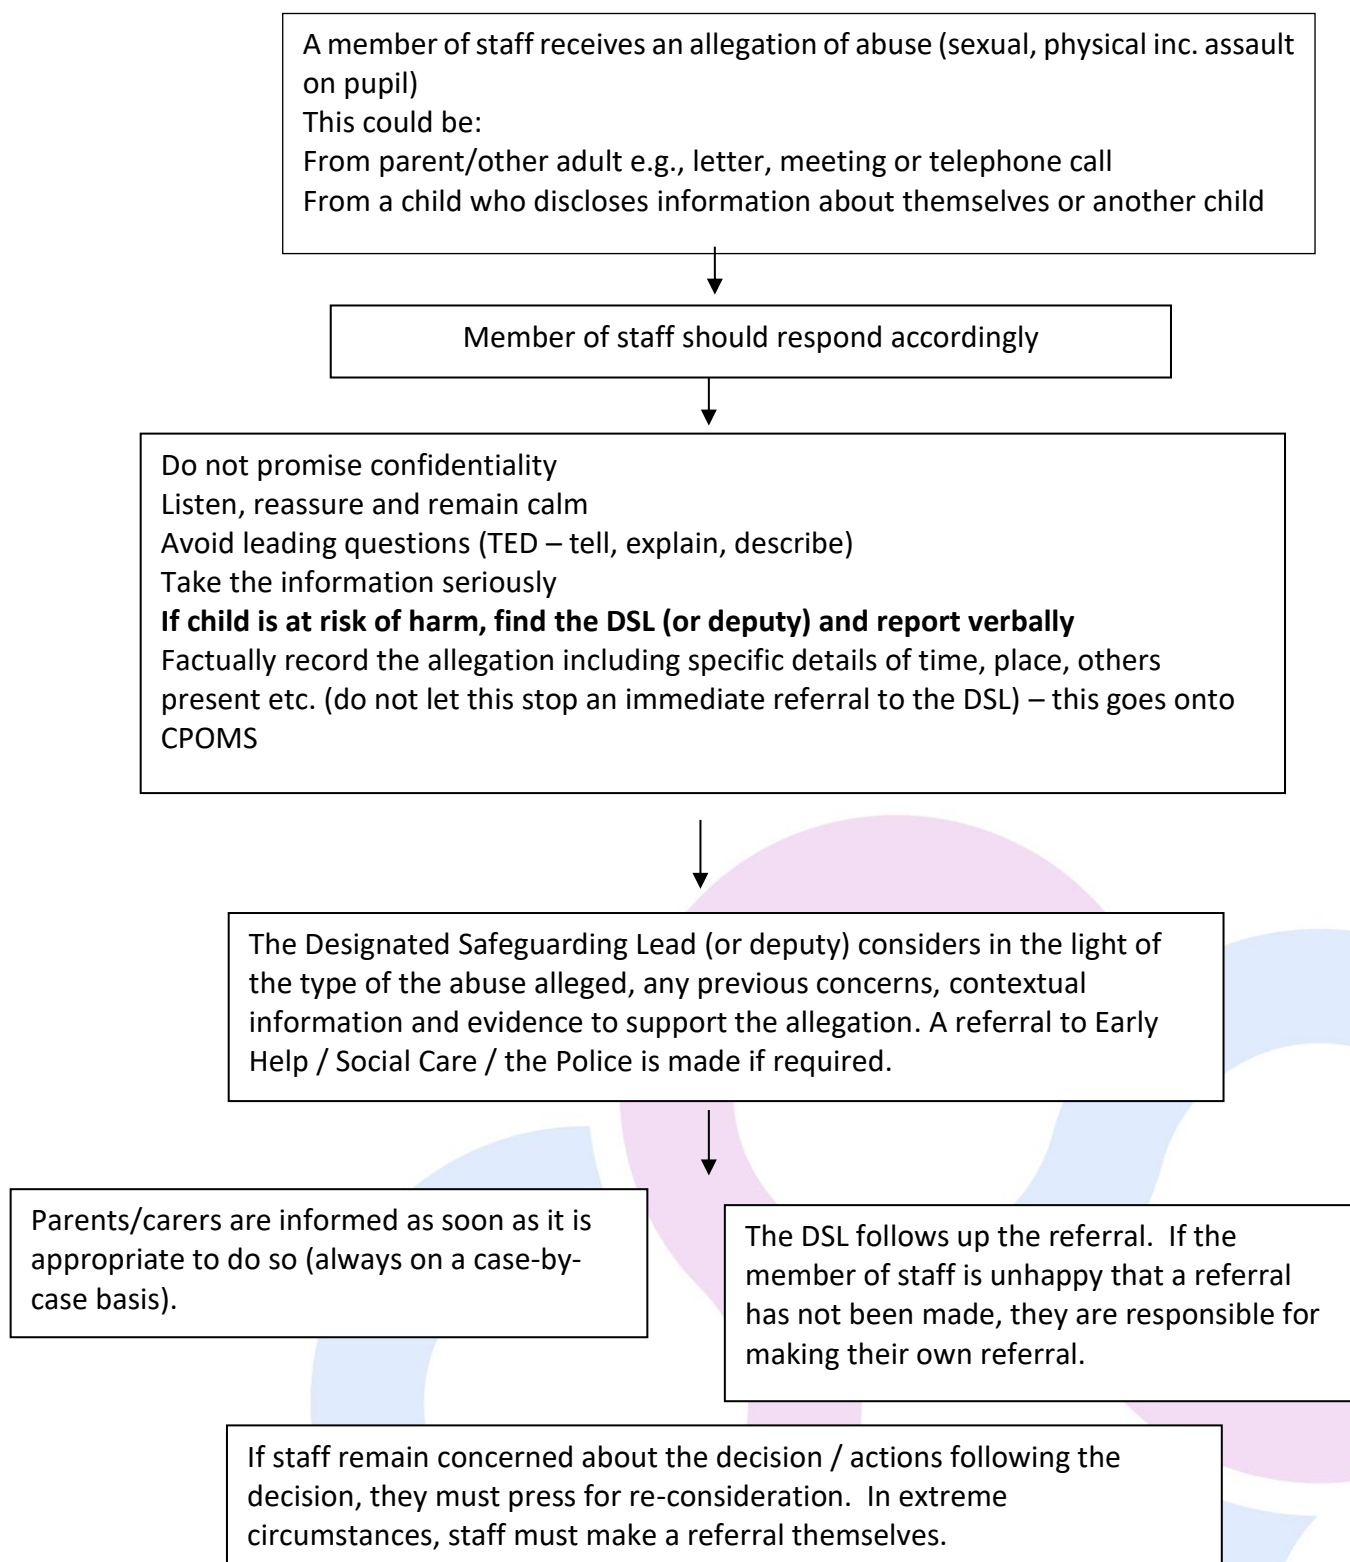 A member of staff receives an allegation of abuse (sexual, physical inc. assault
on pupil)
This could be:
From parent/other adult e.g., letter, meeting or telephone call
From a child who discloses information about themselves or another child
Member of staff should respond accordingly
Do not promise confidentiality
Listen, reassure and remain calm
Avoid leading questions (TED – tell, explain, describe)
Take the information seriously
If child is at risk of harm, find the DSL (or deputy) and report verbally
Factually record the allegation including specific details of time, place, others
present etc. (do not let this stop an immediate referral to the DSL) – this goes onto
CPOMS
The Designated Safeguarding Lead (or deputy) considers in the light of
the type of the abuse alleged, any previous concerns, contextual
information and evidence to support the allegation. A referral to Early
Help / Social Care / the Police is made if required.
Parents/carers are informed as soon as it is
appropriate to do so (always on a case-by-
case basis).
The DSL follows up the referral.  If the
member of staff is unhappy that a referral
has not been made, they are responsible for
making their own referral.
If staff remain concerned about the decision / actions following the
decision, they must press for re-consideration.  In extreme
circumstances, staff must make a referral themselves.